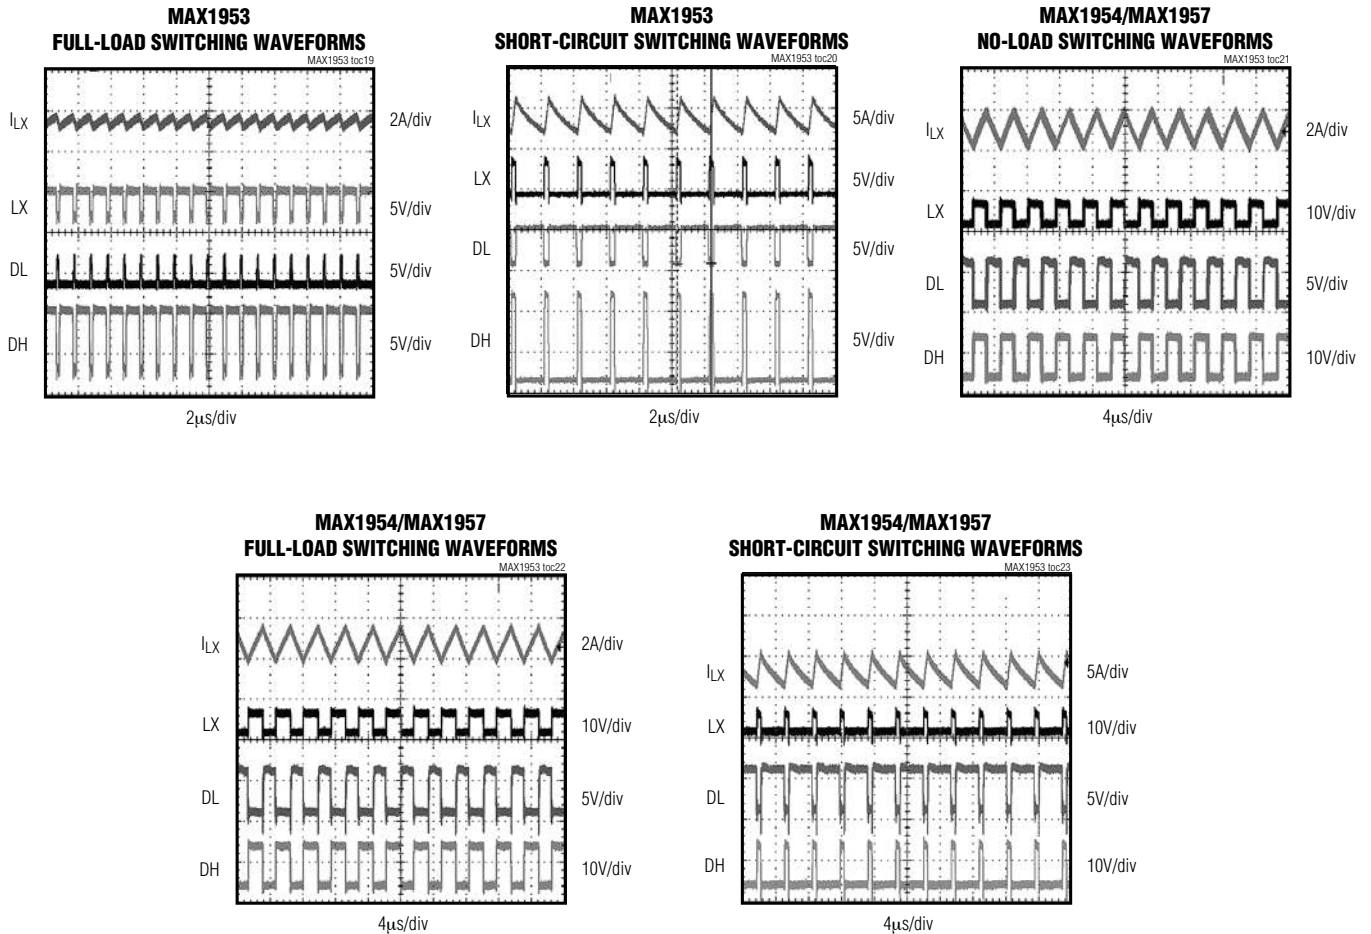 MAX1953
FULL-LOAD SWITCHING WAVEFORMS
MAX1953 toc19
ILX
2A/div
LX
5V/div
DL
5V/div
DH
5V/div
2μs/div
MAX1953
SHORT-CIRCUIT SWITCHING WAVEFORMS
MAX1953 toc20
ILX
5A/div
LX
5V/div
DL
5V/div
DH
5V/div
2μs/div
MAX1954/MAX1957
NO-LOAD SWITCHING WAVEFORMS
MAX1953 toc21
ILX
2A/div
LX
10V/div
DL
5V/div
DH
10V/div
4μs/div
MAX1954/MAX1957
FULL-LOAD SWITCHING WAVEFORMS
MAX1953 toc22
ILX
2A/div
LX
10V/div
DL
5V/div
DH
10V/div
4μs/div
MAX1954/MAX1957
SHORT-CIRCUIT SWITCHING WAVEFORMS
MAX1953 toc23
ILX
5A/div
LX
10V/div
DL
5V/div
DH
10V/div
4μs/div